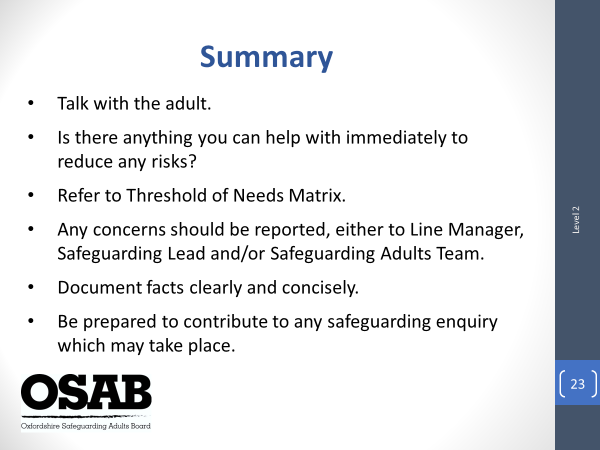 Summary
• Talk with the adult.
• Is there anything you can help with immediately to
reduce any risks?
• Refer to Threshold of Needs Matrix.
• Any concerns should be reported, either to Line Manager,
Safeguarding Lead and/or Safeguarding Adults Team.
• Document facts clearly and concisely.
• Be prepared to contribute to any safeguarding enquiry
which may take place.
OSAB
Oxfordshire Safeguarding Adults Board
Level 2
23